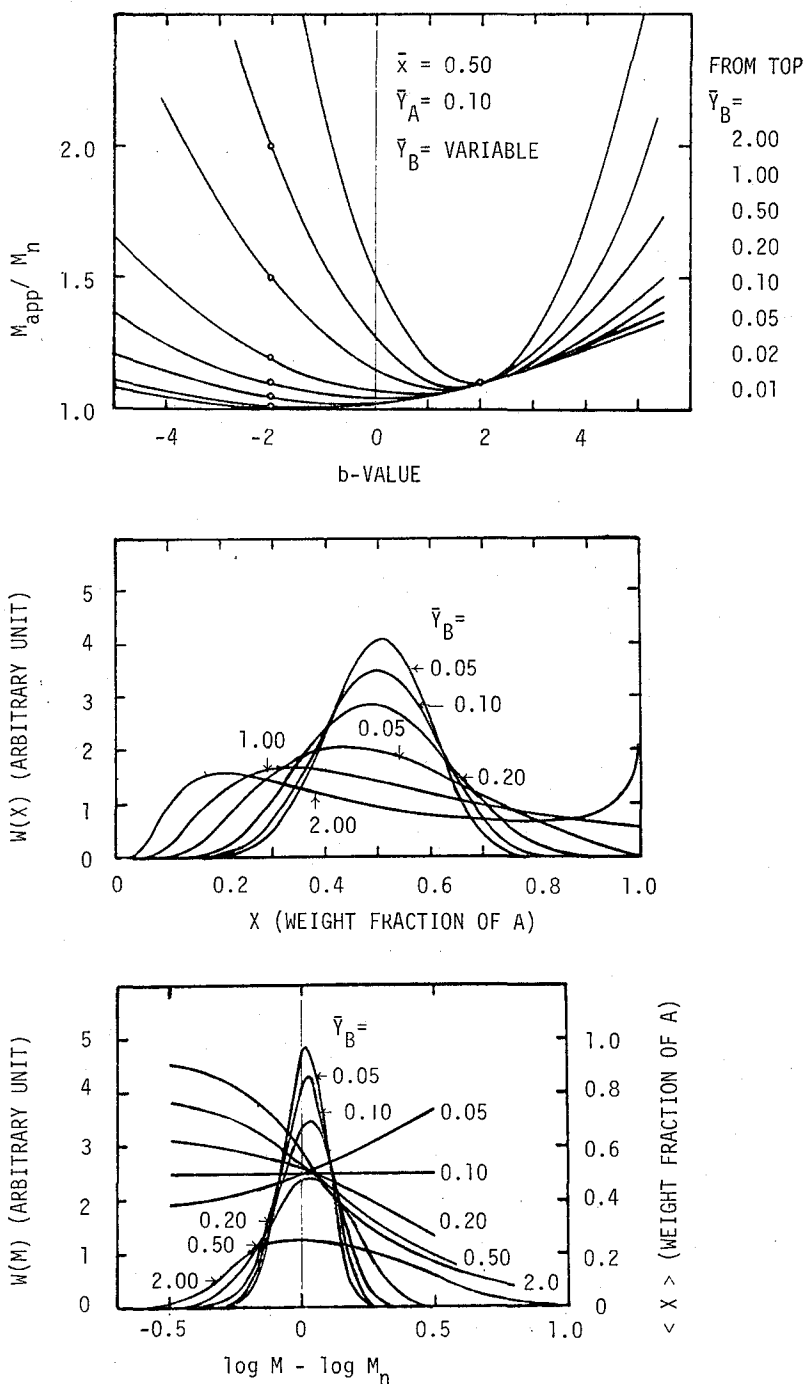 x̄ = 0.50
Ȳ_A = 0.10
Ȳ_B = VARIABLE
FROM TOP
Ȳ_B=
2.00
1.00
0.50
0.20
0.10
0.05
0.02
0.01
2.0
1.5
1.0
M_app/ M_n
-4 -2 0 2 4
b-VALUE
5
4
3
2
1
0
W(X) (ARBITRARY UNIT)
Ȳ_B=
0.05
0.10
0.05
1.00
0.20
2.00
0 0.2 0.4 0.6 0.8 1.0
X (WEIGHT FRACTION OF A)
5
4
3
2
1
0
W(M) (ARBITRARY UNIT)
Ȳ_B=
0.05
0.10
0.05
0.10
0.20
0.50
2.00
0.20
0.50
2.0
1.0
0.8
0.6
0.4
0.2
0
< X > (WEIGHT FRACTION OF A)
-0.5 0 0.5 1.0
log M - log M_n